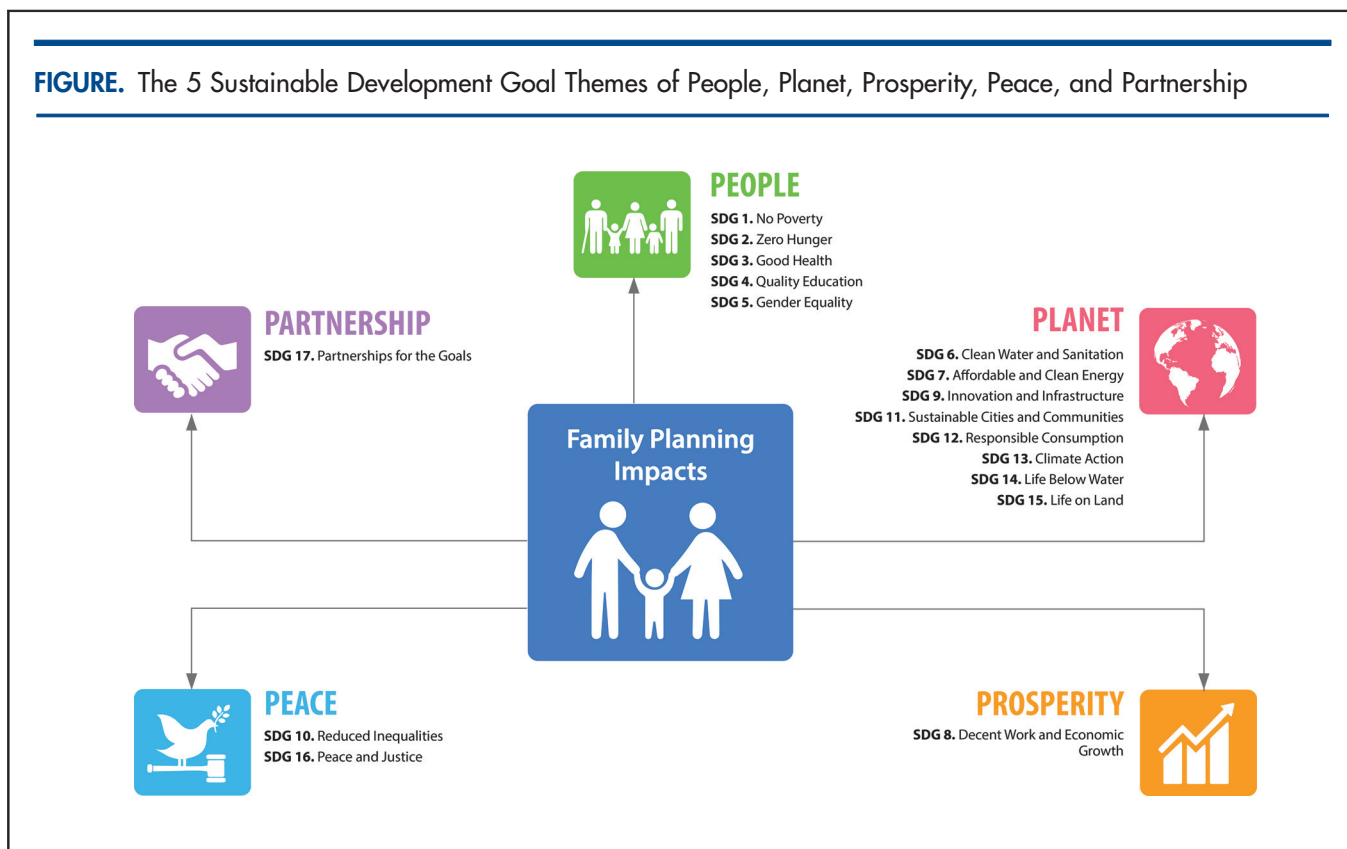 FIGURE. The 5 Sustainable Development Goal Themes of People, Planet, Prosperity, Peace, and Partnership
PEOPLE
SDG 1. No Poverty
SDG 2. Zero Hunger
SDG 3. Good Health
SDG 4. Quality Education
SDG 5. Gender Equality
PARTNERSHIP
SDG 17. Partnerships for the Goals
PLANET
SDG 6. Clean Water and Sanitation
SDG 7. Affordable and Clean Energy
SDG 9. Innovation and Infrastructure
SDG 11. Sustainable Cities and Communities
SDG 12. Responsible Consumption
SDG 13. Climate Action
SDG 14. Life Below Water
SDG 15. Life on Land
Family Planning
Impacts
PEACE
SDG 10. Reduced Inequalities
SDG 16. Peace and Justice
PROSPERITY
SDG 8. Decent Work and Economic
Growth